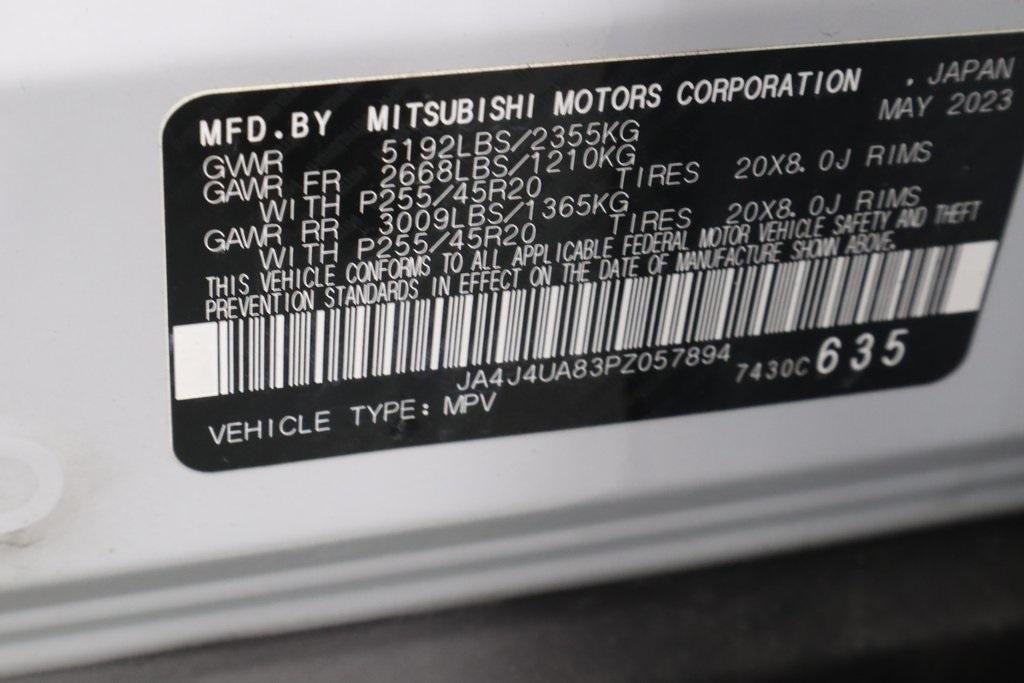 MFD.BY MITSUBISHI MOTORS CORPORATION . JAPAN
GVWR 5192LBS/2355KG MAY 2023
GAWR FR 2668LBS/1210KG
WITH P255/45R20 TIRES 20X8.0J RIMS
GAWR RR 3009LBS/1365KG
WITH P255/45R20 TIRES 20X8.0J RIMS
THIS VEHICLE CONFORMS TO ALL APPLICABLE FEDERAL MOTOR VEHICLE SAFETY AND THEFT
PREVENTION STANDARDS IN EFFECT ON THE DATE OF MANUFACTURE SHOWN ABOVE.
JA4J4UA83PZ057894 7430C 635
VEHICLE TYPE: MPV